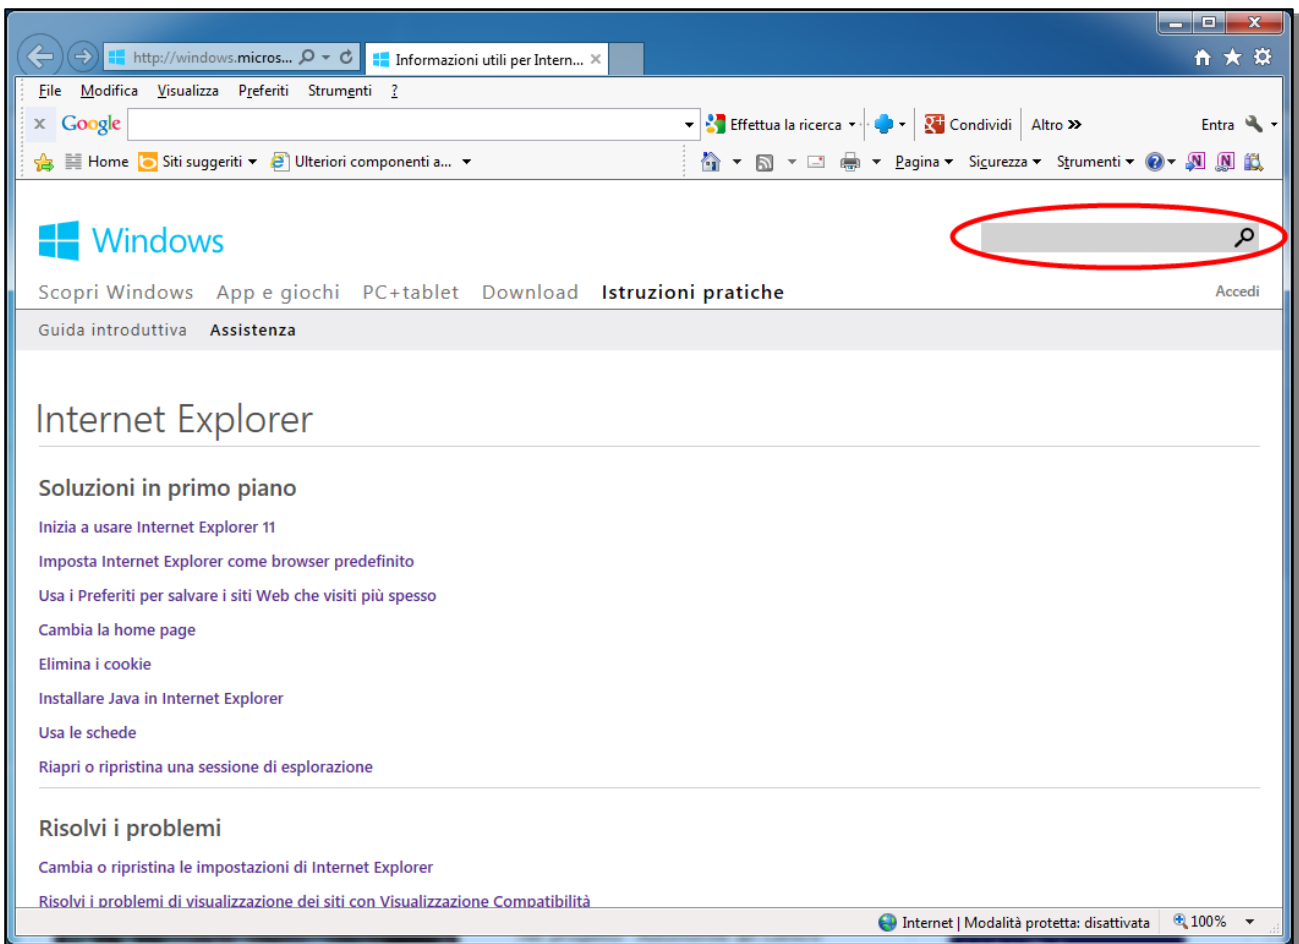 http://windows.micros...
Informazioni utili per Intern...
File Modifica Visualizza Preferiti Strumenti ?
x Google Effettua la ricerca Condividi Altro » Entra
Home Siti suggeriti Ulteriori componenti a... Pagina Sicurezza Strumenti
Windows
Scopri Windows App e giochi PC+tablet Download Istruzioni pratiche Accedi
Guida introduttiva Assistenza
Internet Explorer
Soluzioni in primo piano
Inizia a usare Internet Explorer 11
Imposta Internet Explorer come browser predefinito
Usa i Preferiti per salvare i siti Web che visiti più spesso
Cambia la home page
Elimina i cookie
Installare Java in Internet Explorer
Usa le schede
Riapri o ripristina una sessione di esplorazione
Risolvi i problemi
Cambia o ripristina le impostazioni di Internet Explorer
Risolvi i problemi di visualizzazione dei siti con Visualizzazione Compatibilità
Internet | Modalità protetta: disattivata 100%